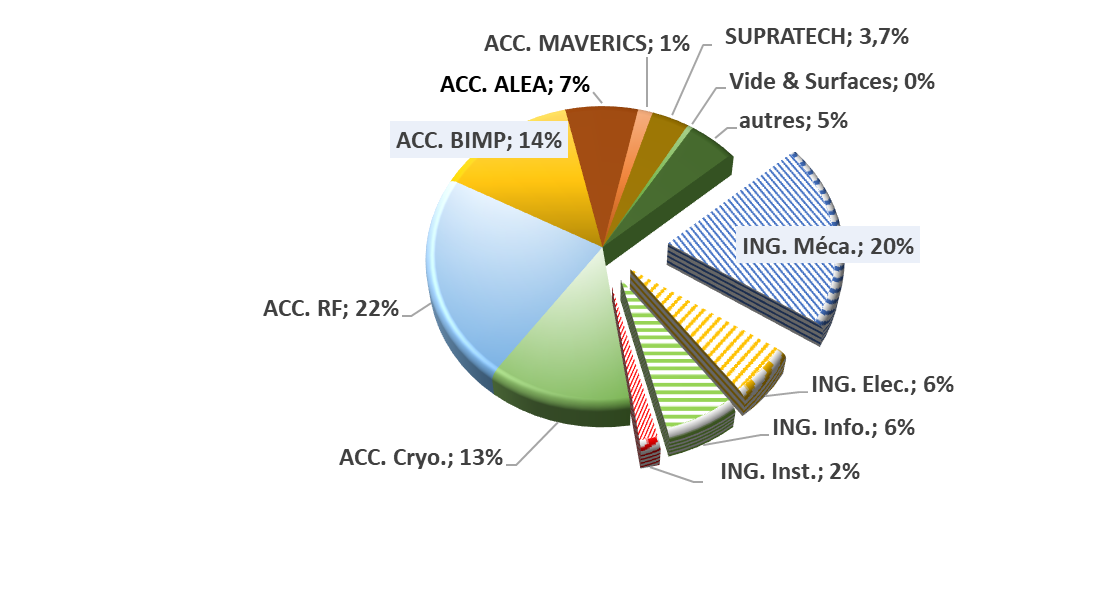 ACC. MAVERICS; 1%
SUPRATECH; 3,7%
ACC. ALEA; 7%
Vide & Surfaces; 0%
autres; 5%
ACC. BIMP; 14%
ING. Méca.; 20%
ACC. RF; 22%
ING. Elec.; 6%
ING. Info.; 6%
ACC. Cryo.; 13%
ING. Inst.; 2%